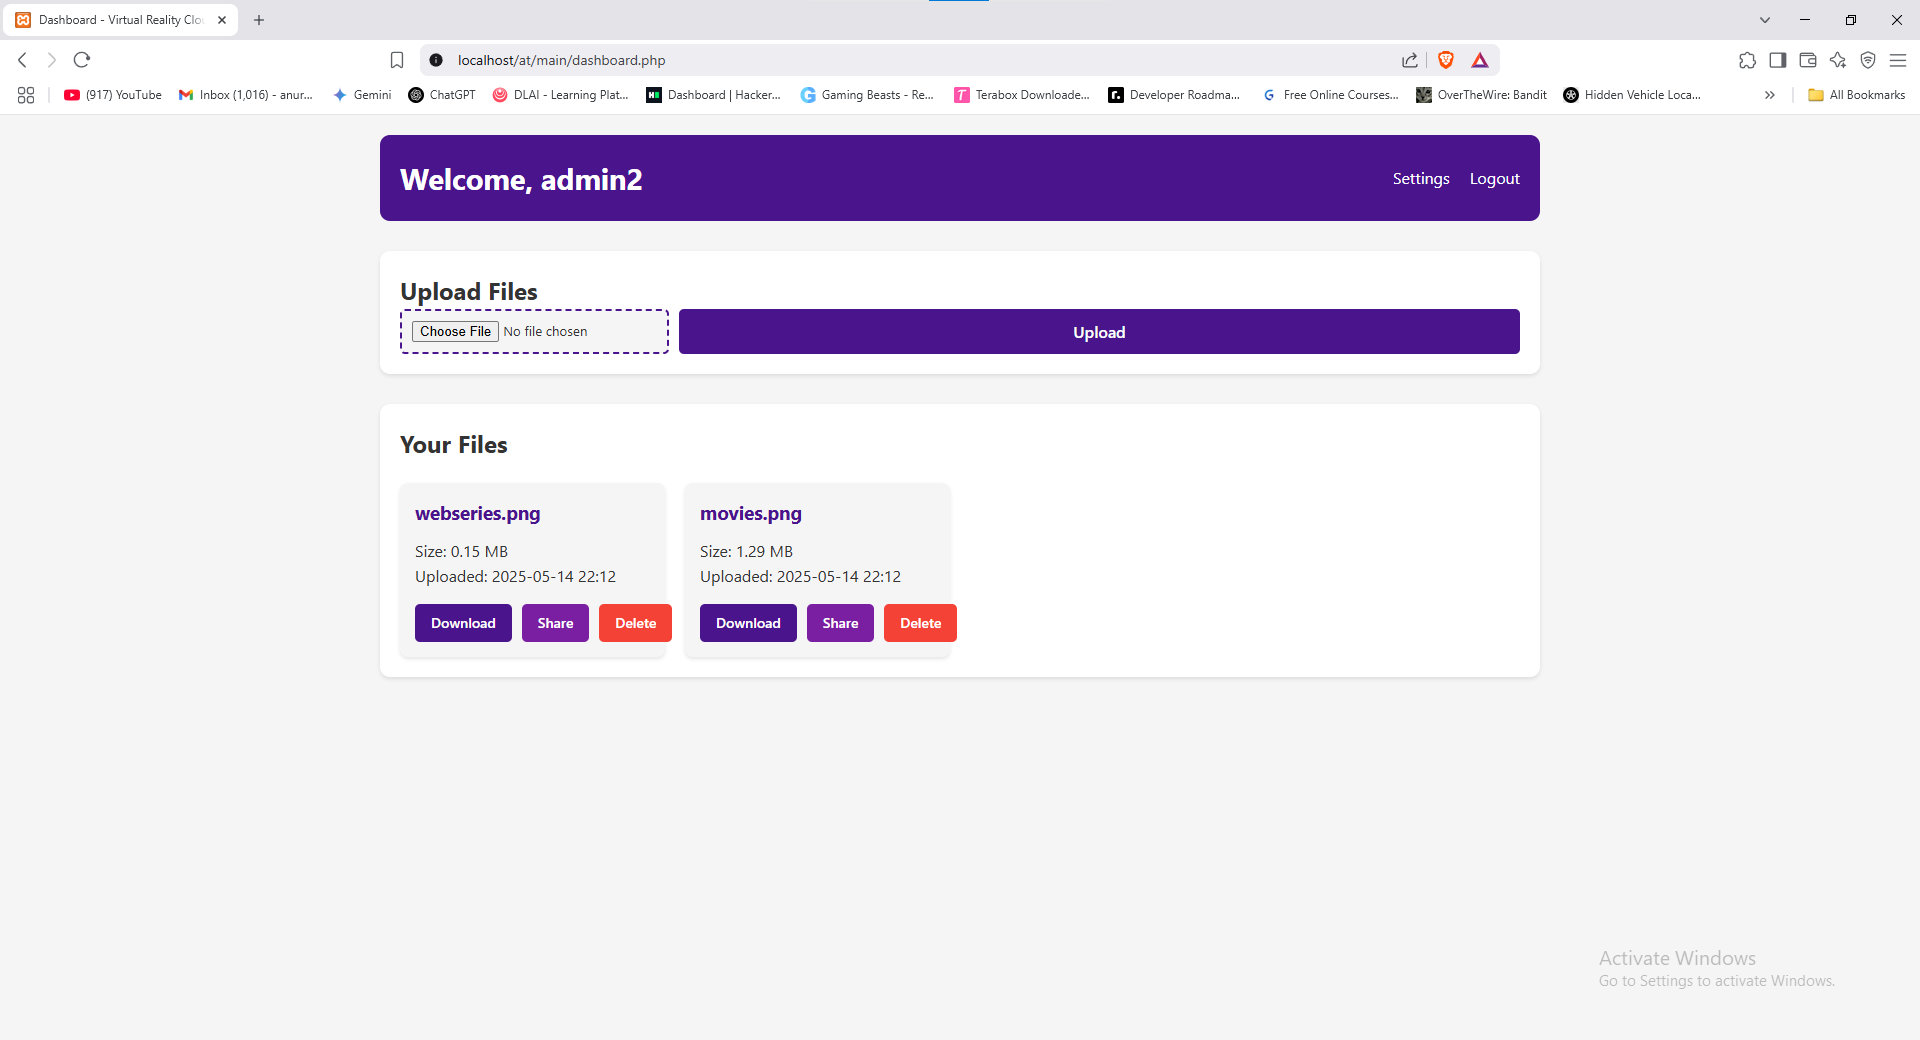 Dashboard - Virtual Reality Clou
localhost/at/main/dashboard.php
(917) YouTube
Inbox (1,016) - anur...
Gemini
ChatGPT
DLAI - Learning Plat...
Dashboard | Hacker...
Gaming Beasts - Re...
Terabox Downloade...
Developer Roadma...
Free Online Courses...
OverTheWire: Bandit
Hidden Vehicle Loca...
All Bookmarks
Welcome, admin2
Settings
Logout
Upload Files
Choose File No file chosen
Upload
Your Files
webseries.png
Size: 0.15 MB
Uploaded: 2025-05-14 22:12
Download Share Delete
movies.png
Size: 1.29 MB
Uploaded: 2025-05-14 22:12
Download Share Delete
Activate Windows
Go to Settings to activate Windows.